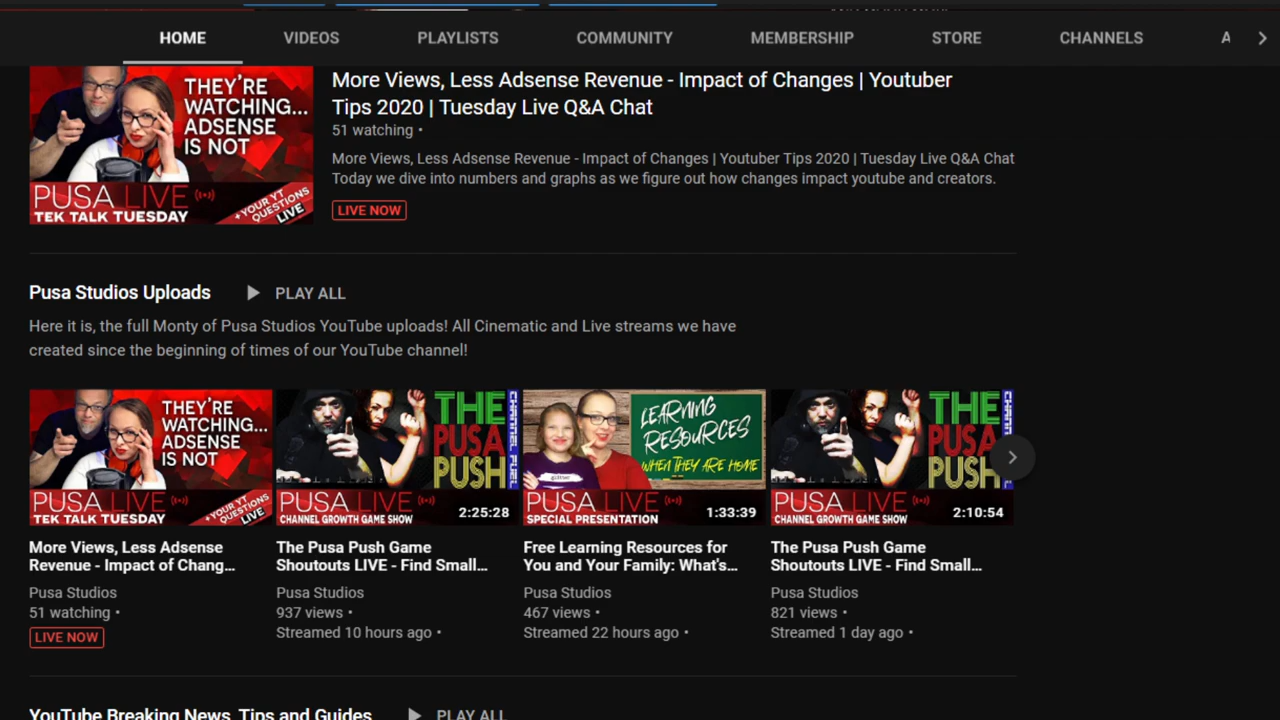 HOME VIDEOS PLAYLISTS COMMUNITY MEMBERSHIP STORE CHANNELS A
THEY'RE
WATCHING...
ADSENSE
IS NOT
PUSA LIVE
TEK TALK TUESDAY
+YOUR YT
QUESTIONS
LIVE
More Views, Less Adsense Revenue - Impact of Changes | Youtuber
Tips 2020 | Tuesday Live Q&A Chat
51 watching •
More Views, Less Adsense Revenue - Impact of Changes | Youtuber Tips 2020 | Tuesday Live Q&A Chat
Today we dive into numbers and graphs as we figure out how changes impact youtube and creators.
LIVE NOW
Pusa Studios Uploads PLAY ALL
Here it is, the full Monty of Pusa Studios YouTube uploads! All Cinematic and Live streams we have
created since the beginning of times of our YouTube channel!
THEY'RE
WATCHING...
ADSENSE
IS NOT
PUSA LIVE
TEK TALK TUESDAY
+YOUR YT
QUESTIONS
LIVE
More Views, Less Adsense
Revenue - Impact of Chang...
Pusa Studios
51 watching •
LIVE NOW
THE
PUSA
PUSH
CHANNEL FUEL
PUSA LIVE
CHANNEL GROWTH GAME SHOW
2:25:28
The Pusa Push Game
Shoutouts LIVE - Find Small...
Pusa Studios
937 views •
Streamed 10 hours ago •
LEARNING
RESOURCES
WHEN THEY ARE HOME
PUSA LIVE
SPECIAL PRESENTATION
1:33:39
Free Learning Resources for
You and Your Family: What's...
Pusa Studios
467 views •
Streamed 22 hours ago •
THE
PUSA
PUSH
PUSA LIVE
CHANNEL GROWTH GAME SHOW
2:10:54
The Pusa Push Game
Shoutouts LIVE - Find Small...
Pusa Studios
821 views •
Streamed 1 day ago •
YouTube Breaking News, Tips and Guides PLAY ALL